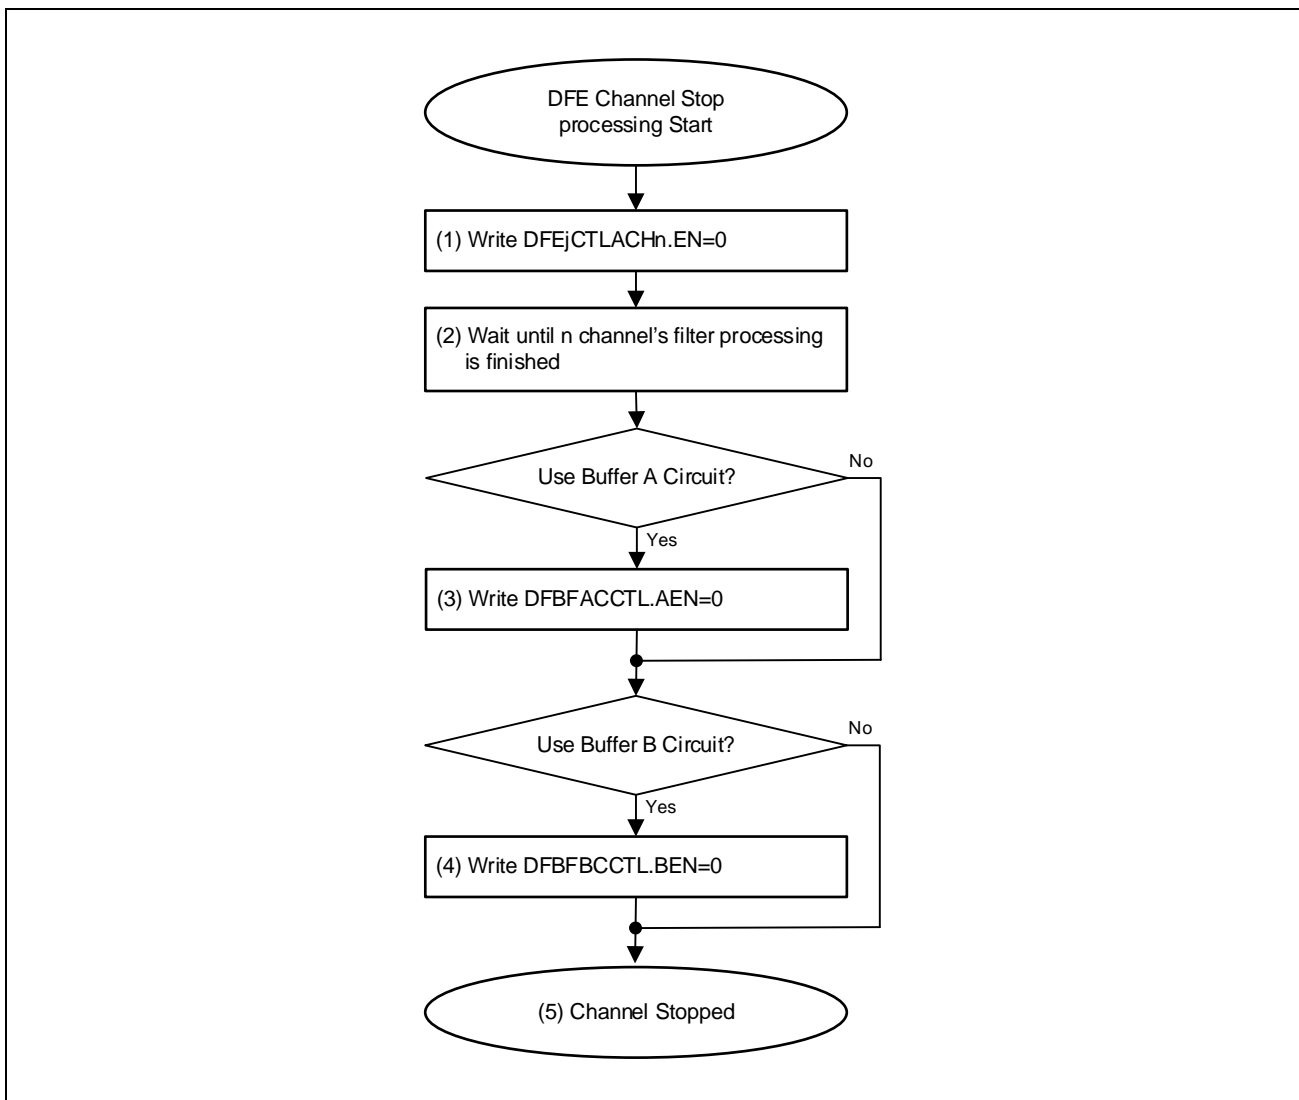 DFE Channel Stop
processing Start
(1) Write DFEjCTLACHn.EN=0
(2) Wait until n channel's filter processing
is finished
Use Buffer A Circuit?
No
Yes
(3) Write DFBFACCTL.AEN=0
Use Buffer B Circuit?
No
Yes
(4) Write DFBFBCCTL.BEN=0
(5) Channel Stopped